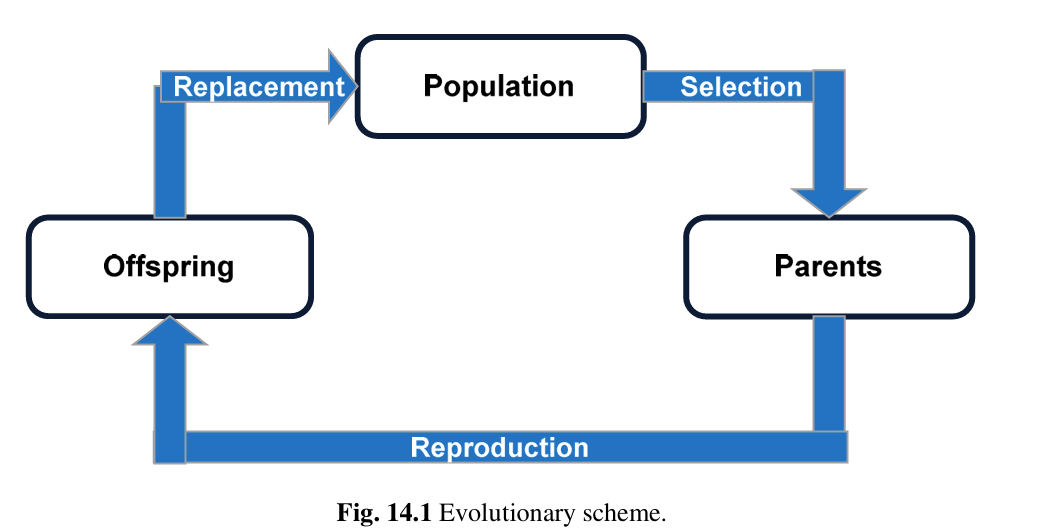 Replacement
Population
Selection
Offspring
Parents
Reproduction
Fig. 14.1 Evolutionary scheme.